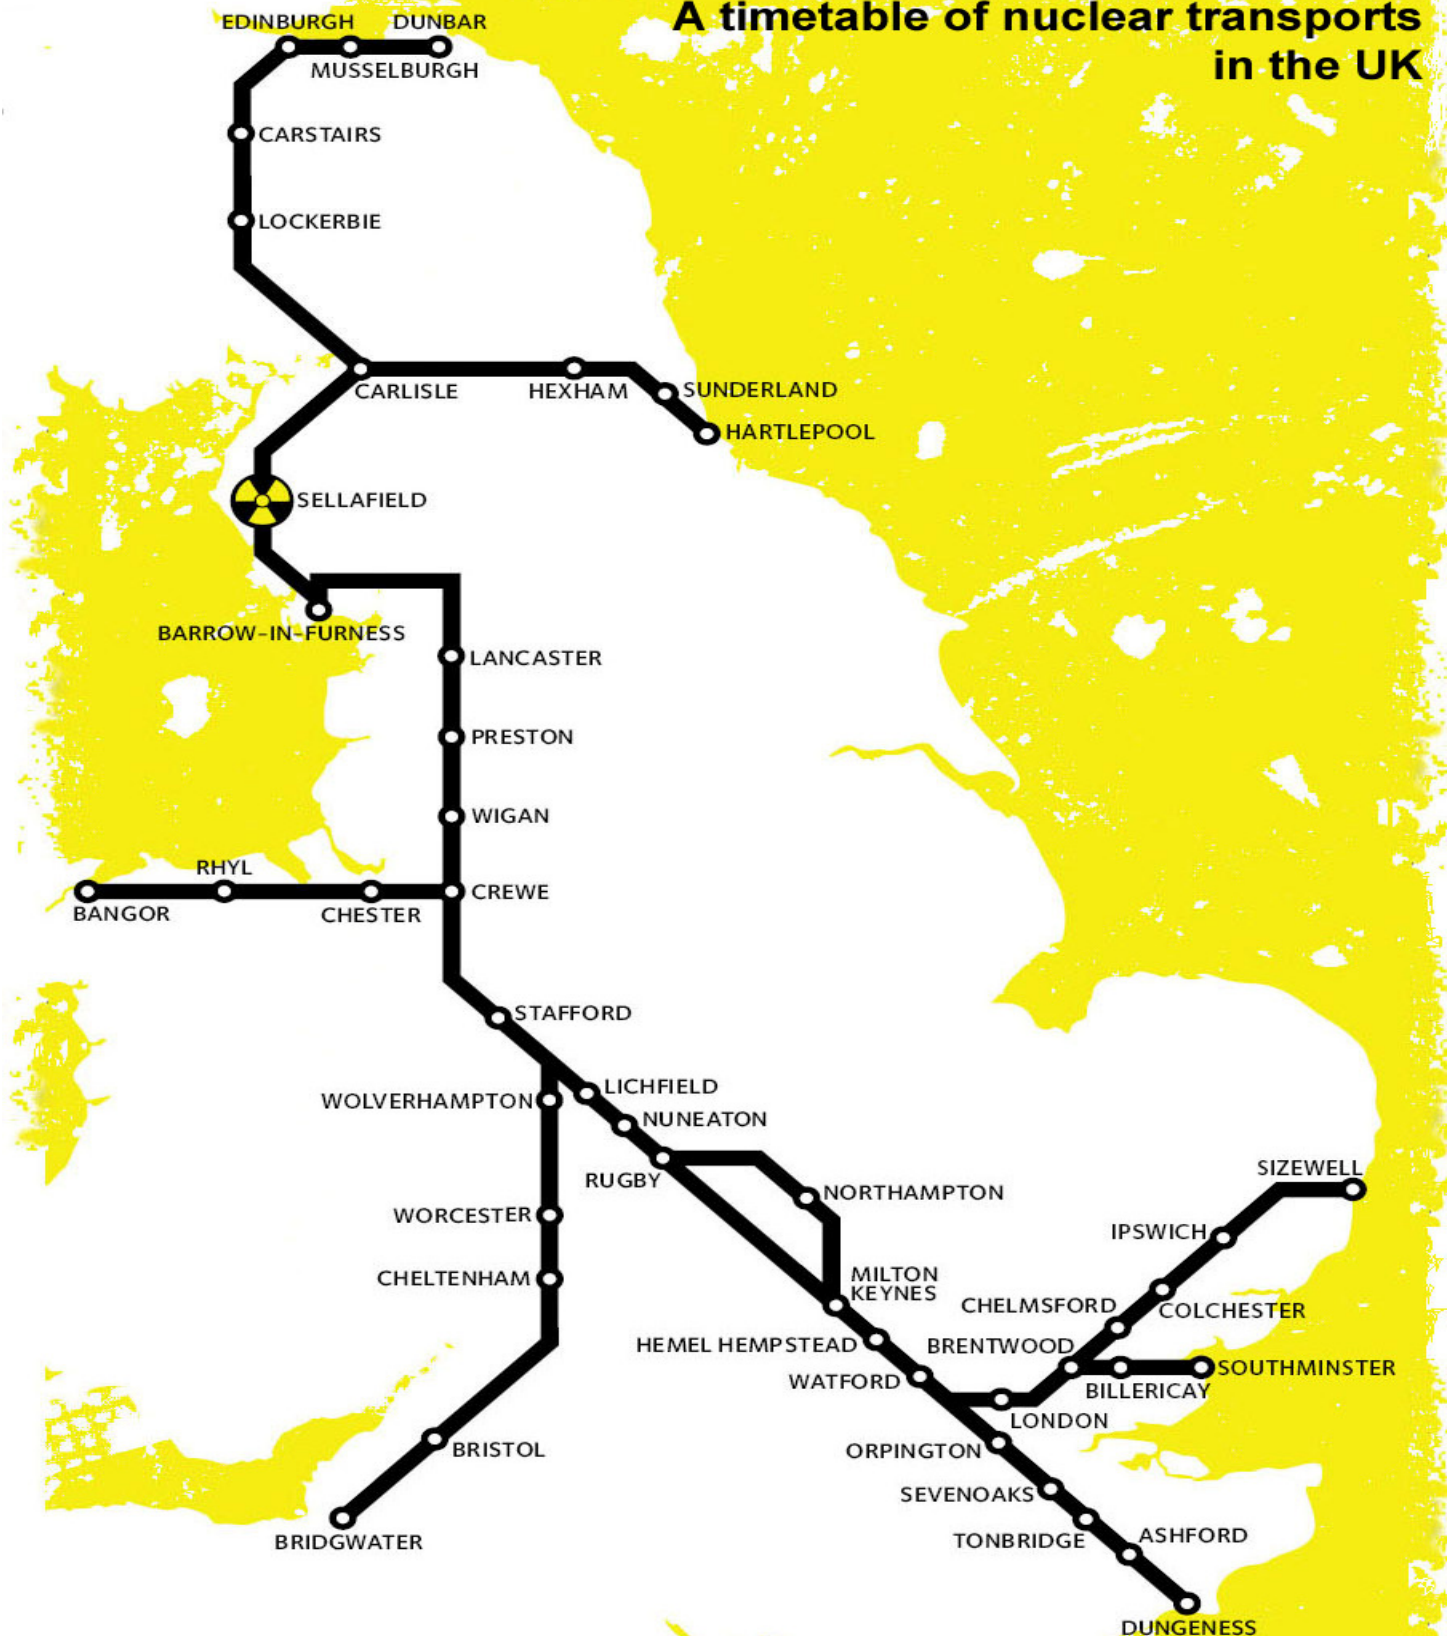 A timetable of nuclear transports
in the UK
EDINBURGH
DUNBAR
MUSSELBURGH
CARSTAIRS
LOCKERBIE
CARLISLE
HEXHAM
SUNDERLAND
HARTLEPOOL
SELLAFIELD
BARROW-IN-FURNESS
LANCASTER
PRESTON
WIGAN
RHYL
CREWE
BANGOR
CHESTER
STAFFORD
LICHFIELD
WOLVERHAMPTON
NUNEATON
RUGBY
SIZEWELL
NORTHAMPTON
WORCESTER
IPSWICH
MILTON
KEYNES
CHELTENHAM
CHELMSFORD
COLCHESTER
HEMEL HEMPSTEAD
BRENTWOOD
SOUTHMINSTER
WATFORD
BILLERICAY
LONDON
BRISTOL
ORPINGTON
SEVENOAKS
ASHFORD
TONBRIDGE
BRIDGWATER
DUNGENESS